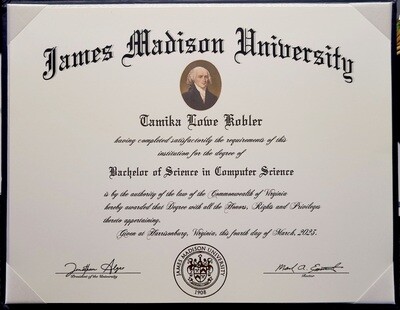 James Madison University
Tamika Lowe Kobler
having completed satisfactorily the requirements of this
institution for the degree of
Bachelor of Science in Computer Science
is by the authority of the law of the Commonwealth of Virginia
hereby awarded that Degree with all the Honors, Rights and Privileges
thereto appertaining.
Given at Harrisonburg, Virginia, this fourth day of March, 2025.
President of the University
Rector
JAMES MADISON UNIVERSITY
1908